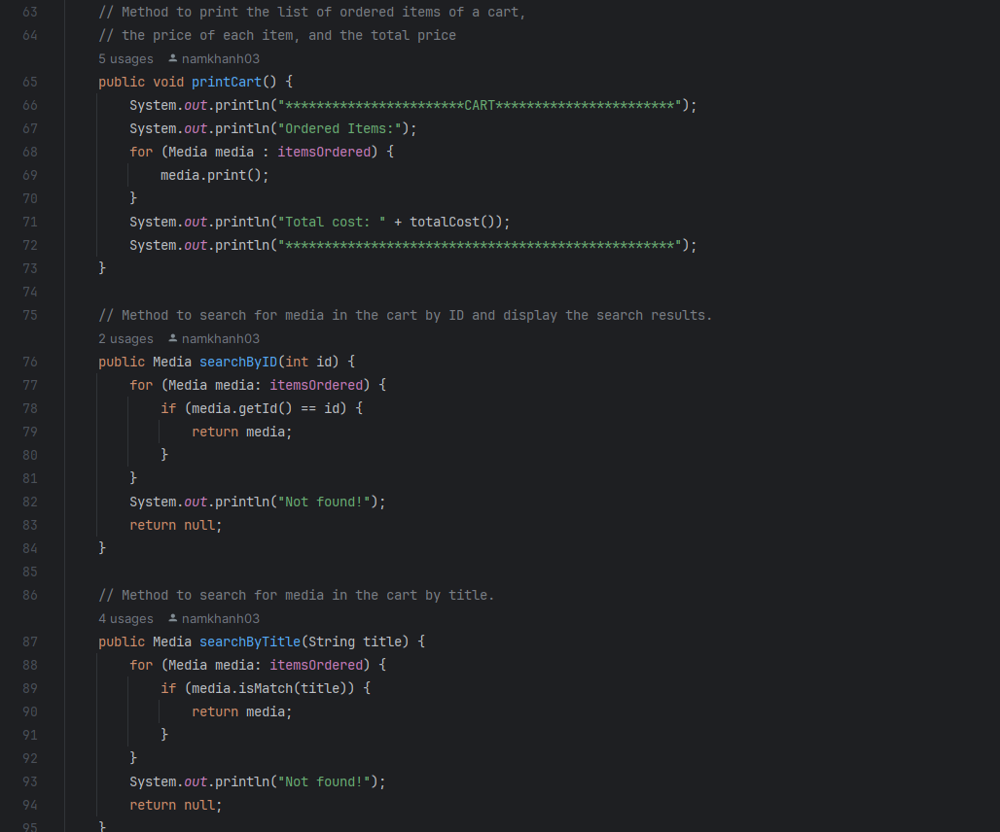 63 // Method to print the list of ordered items of a cart,
64 // the price of each item, and the total price
5 usages namkhanh03
65 public void printCart() {
66 System.out.println("***********************CART***********************");
67 System.out.println("Ordered Items:");
68 for (Media media : itemsOrdered) {
69 media.print();
70 }
71 System.out.println("Total cost: " + totalCost());
72 System.out.println("**************************************************");
73 }
74
75 // Method to search for media in the cart by ID and display the search results.
2 usages namkhanh03
76 public Media searchByID(int id) {
77 for (Media media: itemsOrdered) {
78 if (media.getId() == id) {
79 return media;
80 }
81 }
82 System.out.println("Not found!");
83 return null;
84 }
85
86 // Method to search for media in the cart by title.
4 usages namkhanh03
87 public Media searchByTitle(String title) {
88 for (Media media: itemsOrdered) {
89 if (media.isMatch(title)) {
90 return media;
91 }
92 }
93 System.out.println("Not found!");
94 return null;
95 }